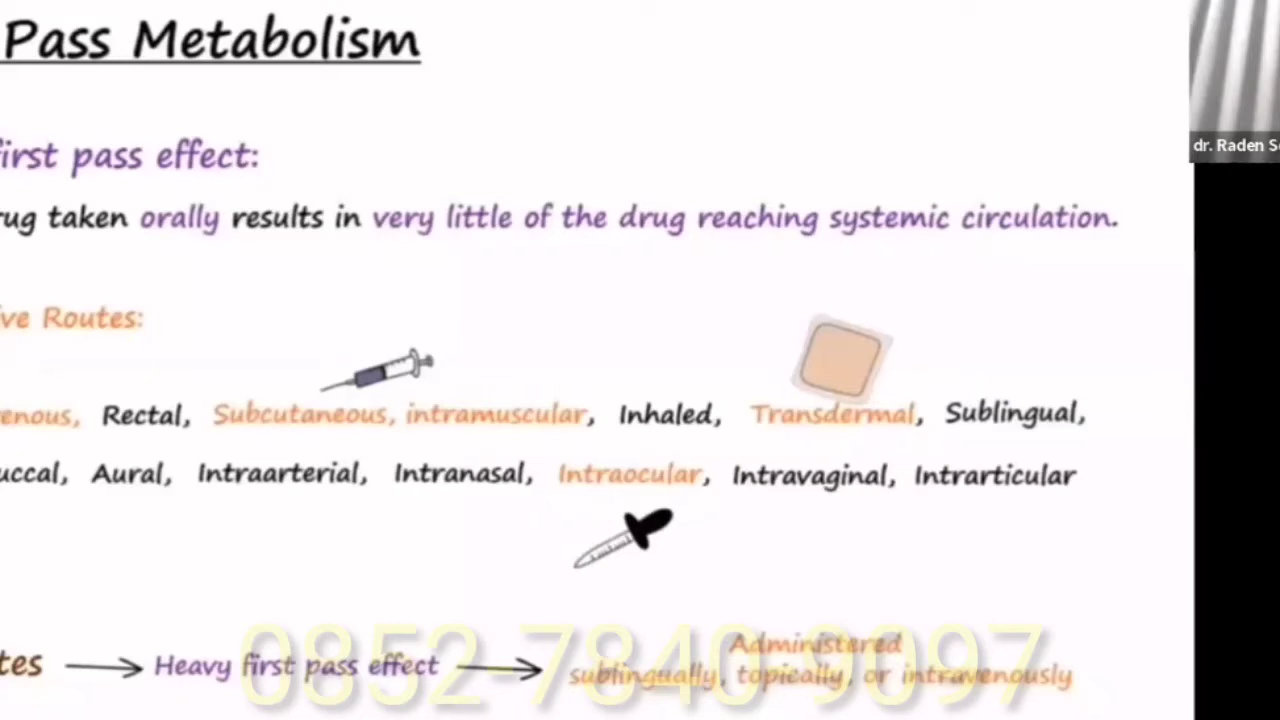 Pass Metabolism
first pass effect:
rug taken orally results in very little of the drug reaching systemic circulation.
ive Routes:
enous, Rectal, Subcutaneous, intramuscular, Inhaled, Transdermal, Sublingual,
uccal, Aural, Intraarterial, Intranasal, Intraocular, Intravaginal, Intrarticular
tes Heavy first pass effect Administered
sublingually, topically, or intravenously
0852-7840-9097
dr. Raden S